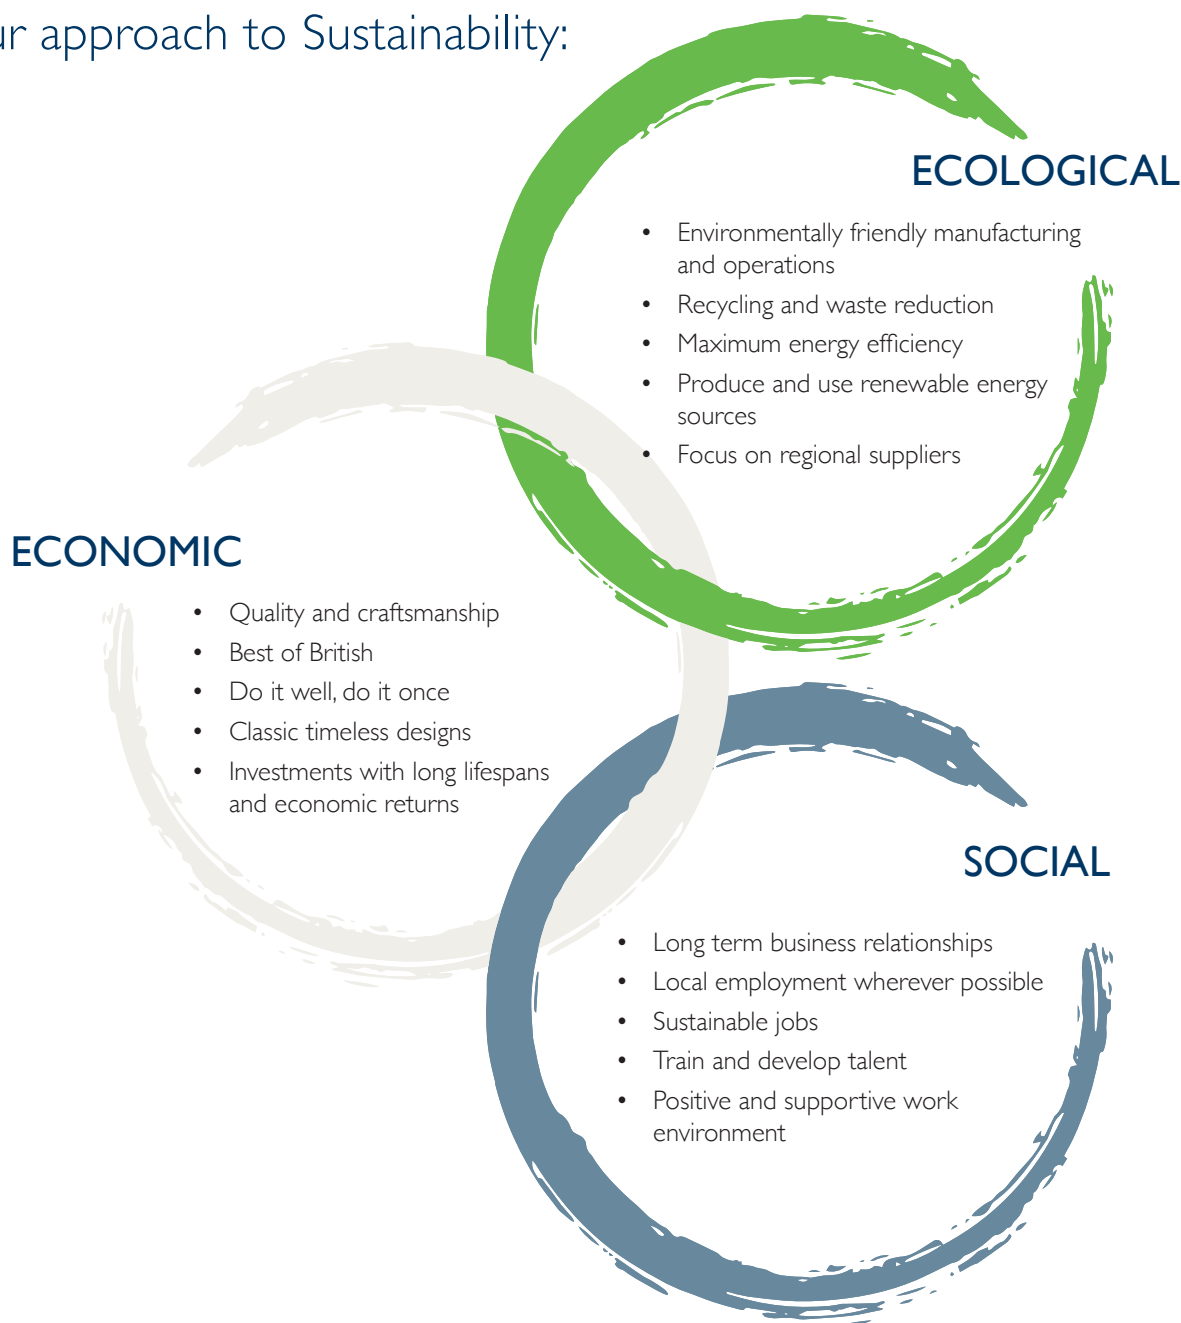 ur approach to Sustainability:
ECOLOGICAL
• Environmentally friendly manufacturing
and operations
• Recycling and waste reduction
• Maximum energy efficiency
• Produce and use renewable energy
sources
• Focus on regional suppliers
ECONOMIC
• Quality and craftsmanship
• Best of British
• Do it well, do it once
• Classic timeless designs
• Investments with long lifespans
and economic returns
SOCIAL
• Long term business relationships
• Local employment wherever possible
• Sustainable jobs
• Train and develop talent
• Positive and supportive work
environment